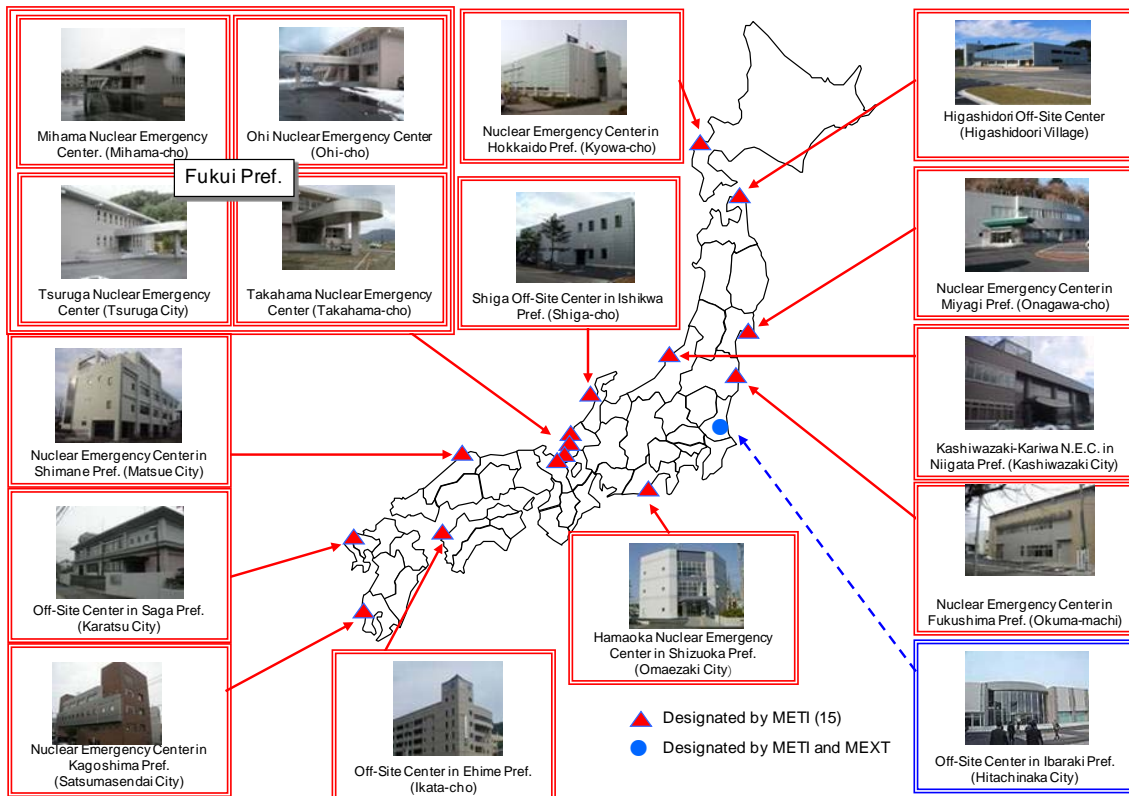 Mihama Nuclear Emergency
Center. (Mihama-cho)
Ohi Nuclear Emergency Center
(Ohi-cho)
Fukui Pref.
Tsuruga Nuclear Emergency
Center (Tsuruga City)
Takahama Nuclear Emergency
Center (Takahama-cho)
Nuclear Emergency Center in
Hokkaido Pref. (Kyowa-cho)
Higashidori Off-Site Center
(Higashidoori Village)
Shiga Off-Site Center in Ishikwa
Pref. (Shiga-cho)
Nuclear Emergency Center in
Miyagi Pref. (Onagawa-cho)
Nuclear Emergency Center in
Shimane Pref. (Matsue City)
Kashiwazaki-Kariwa N.E.C. in
Niigata Pref. (Kashiwazaki City)
Off-Site Center in Saga Pref.
(Karatsu City)
Nuclear Emergency Center in
Fukushima Pref. (Okuma-machi)
Hamaoka Nuclear Emergency
Center in Shizuoka Pref.
(Omaezaki City)
Nuclear Emergency Center in
Kagoshima Pref.
(Satsumasendai City)
Off-Site Center in Ehime Pref.
(Ikata-cho)
Designated by METI (15)
Designated by METI and MEXT
Off-Site Center in Ibaraki Pref.
(Hitachinaka City)